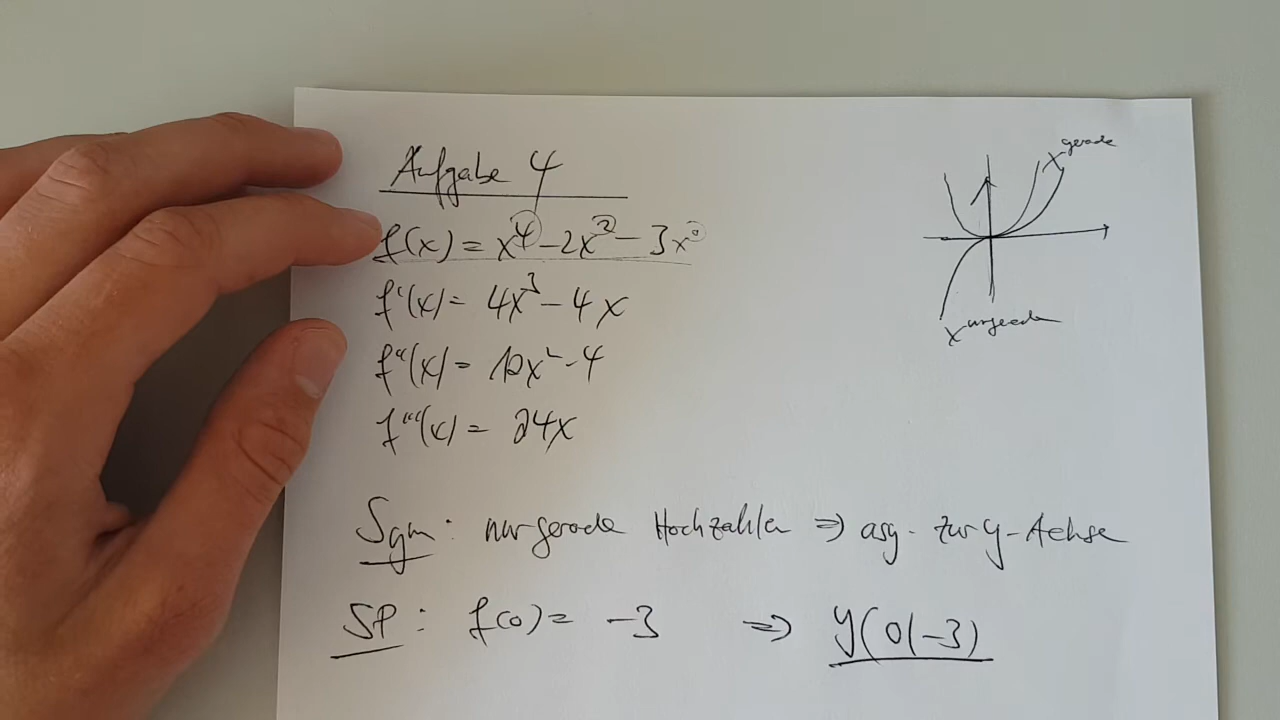 Aufgabe 4
f(x) = x⁴ - 2x² - 3x⁰
f'(x) = 4x³ - 4x
f''(x) = 12x² - 4
f'''(x) = 24x
Sym: nur gerade Hochzahlen ⇒ asy. zur y-Achse
SP: f(0) = -3 ⇒ Y(0|-3)
x^gerade
x^ungerade